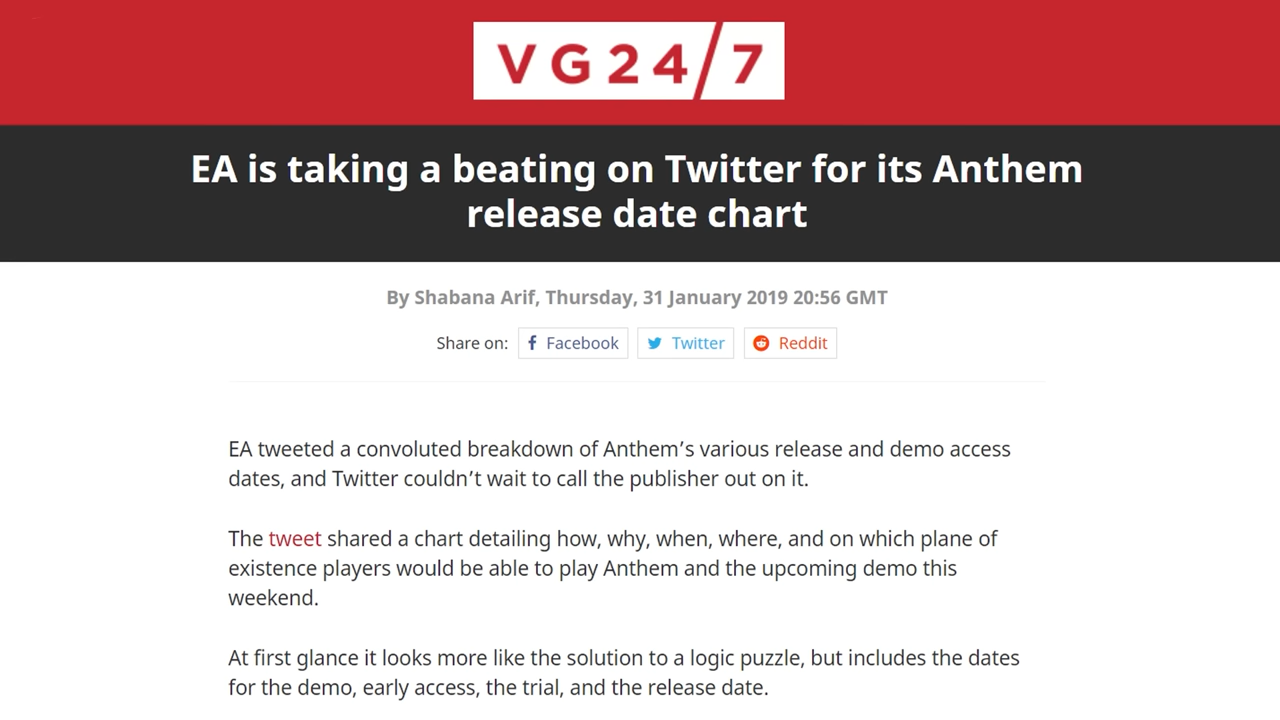 VG24/7
EA is taking a beating on Twitter for its Anthem
release date chart
By Shabana Arif, Thursday, 31 January 2019 20:56 GMT
Share on: Facebook Twitter Reddit
EA tweeted a convoluted breakdown of Anthem’s various release and demo access
dates, and Twitter couldn’t wait to call the publisher out on it.
The tweet shared a chart detailing how, why, when, where, and on which plane of
existence players would be able to play Anthem and the upcoming demo this
weekend.
At first glance it looks more like the solution to a logic puzzle, but includes the dates
for the demo, early access, the trial, and the release date.